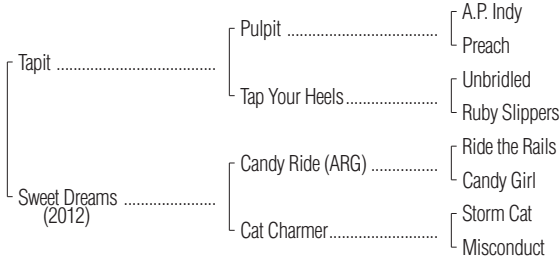 A.P. Indy
Pulpit ........................................
Preach
Tapit ..........................................
Unbridled
Tap Your Heels........................
Ruby Slippers
Ride the Rails
Candy Ride (ARG) .................
Candy Girl
Sweet Dreams ........................
(2012)
Storm Cat
Cat Charmer............................
Misconduct